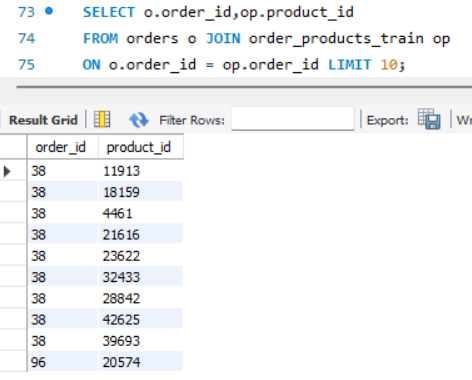 73 SELECT o.order_id,op.product_id
74 FROM orders o JOIN order_products_train op
75 ON o.order_id = op.order_id LIMIT 10;
Result Grid Filter Rows: Export: Wr
order_id product_id
38 11913
38 18159
38 4461
38 21616
38 23622
38 32433
38 28842
38 42625
38 39693
96 20574